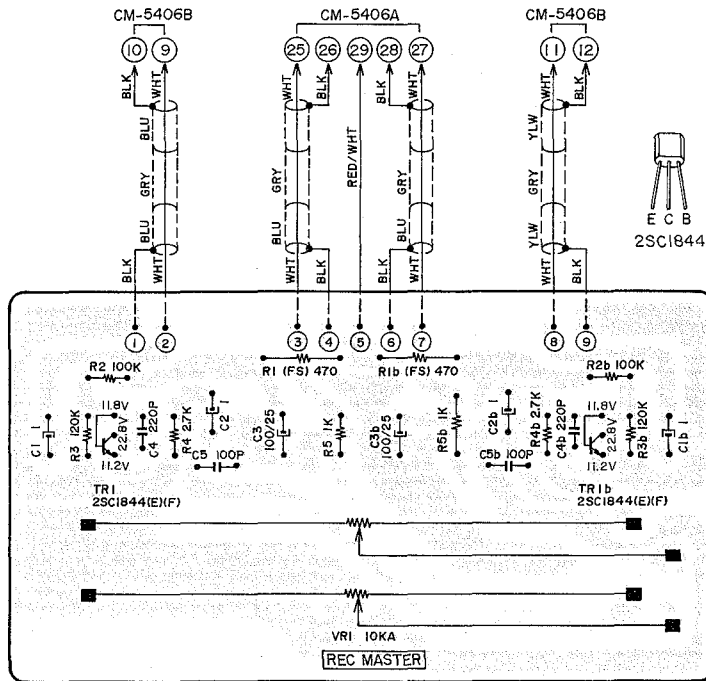 CM-5406B CM-5406A CM-5406B
10 9 25 26 29 28 27 11 12
BLK WHT WHT BLK BLK WHT WHT BLK
BLU YLW
GRY GRY RED/WHT GRY GRY
BLU BLU YLW
BLK WHT WHT BLK BLK WHT WHT BLK
E C B
2SC1844
1 2 3 4 5 6 7 8 9
R1 (FS) 470 R1b (FS) 470
R2 100K R2b 100K
C1 1
R3 120K
11.8V
22.8V
11.2V
C4 220P
R4 2.7K
C2 1
C5 100P
C3 100/25
R5 1K
C3b 100/25
R5b 1K
C2b 1
C5b 100P
R4b 2.7K
C4b 220P
11.8V
22.8V
11.2V
R3b 120K
C1b 1
TR1 TR1b
2SC1844(E)(F) 2SC1844(E)(F)
VR1 10KA
REC MASTER